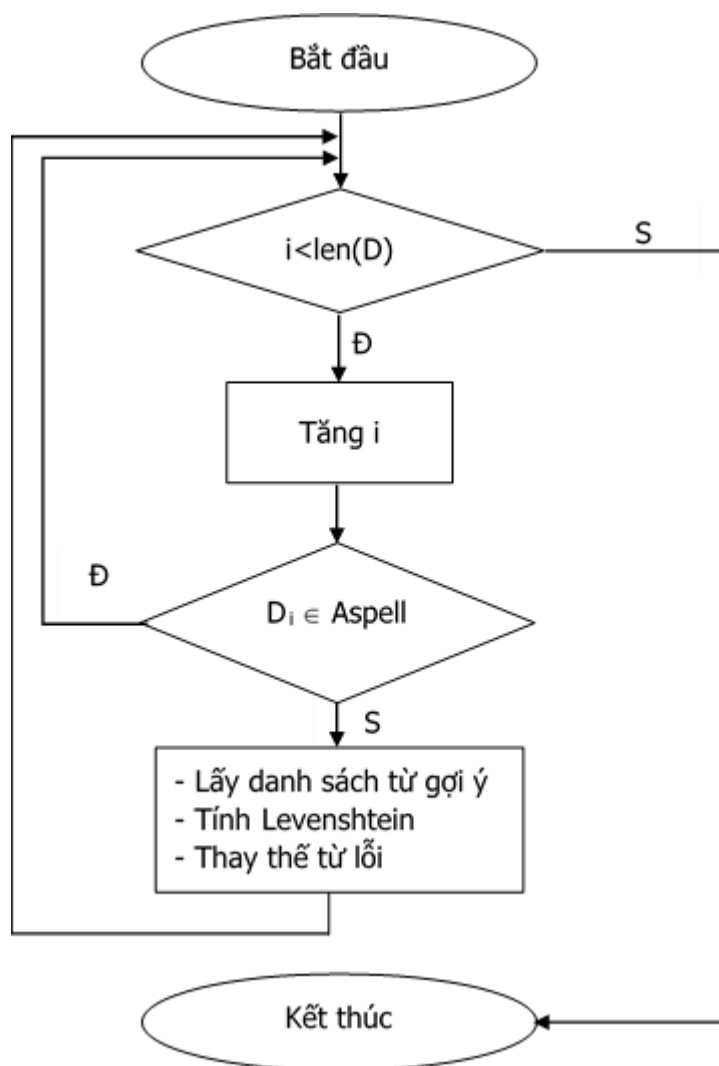 Bắt đầu
i<len(D)
S
Đ
Tăng i
Đ
Dᵢ ∈ Aspell
S
- Lấy danh sách từ gợi ý
- Tính Levenshtein
- Thay thế từ lỗi
Kết thúc